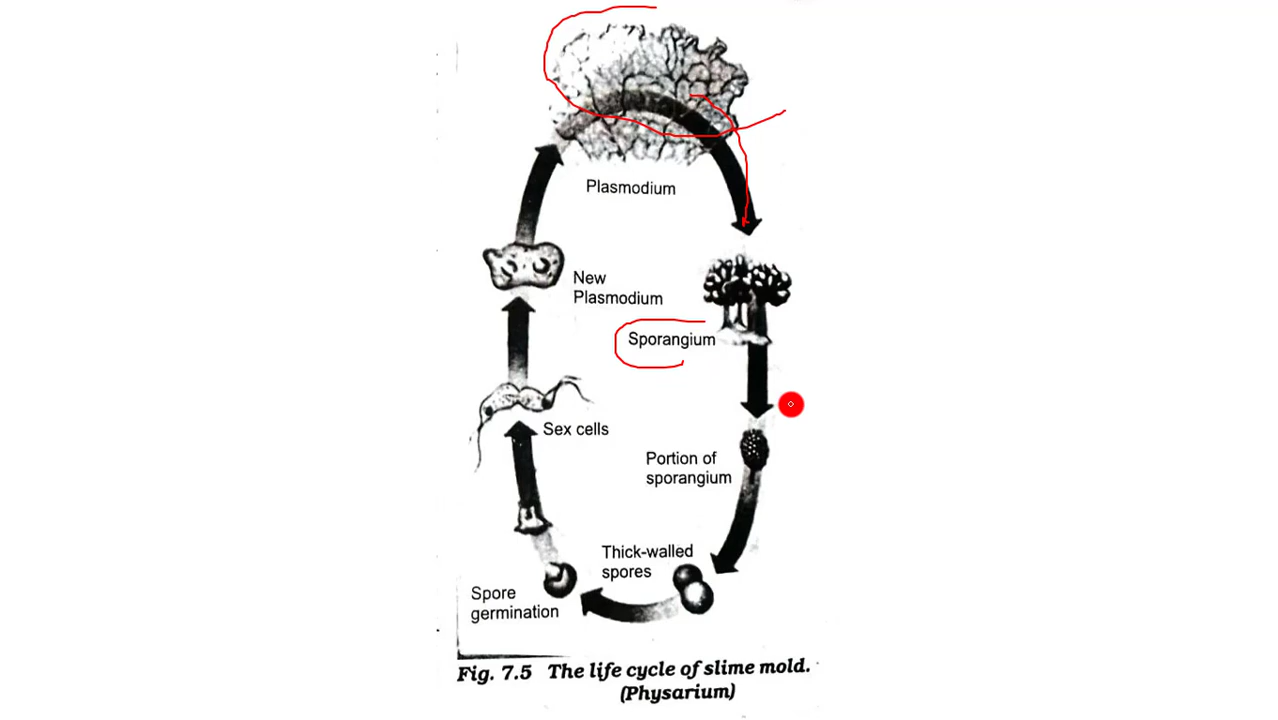 Plasmodium
New
Plasmodium
Sporangium
Sex cells
Portion of
sporangium
Thick-walled
spores
Spore
germination
Fig. 7.5 The life cycle of slime mold.
(Physarium)